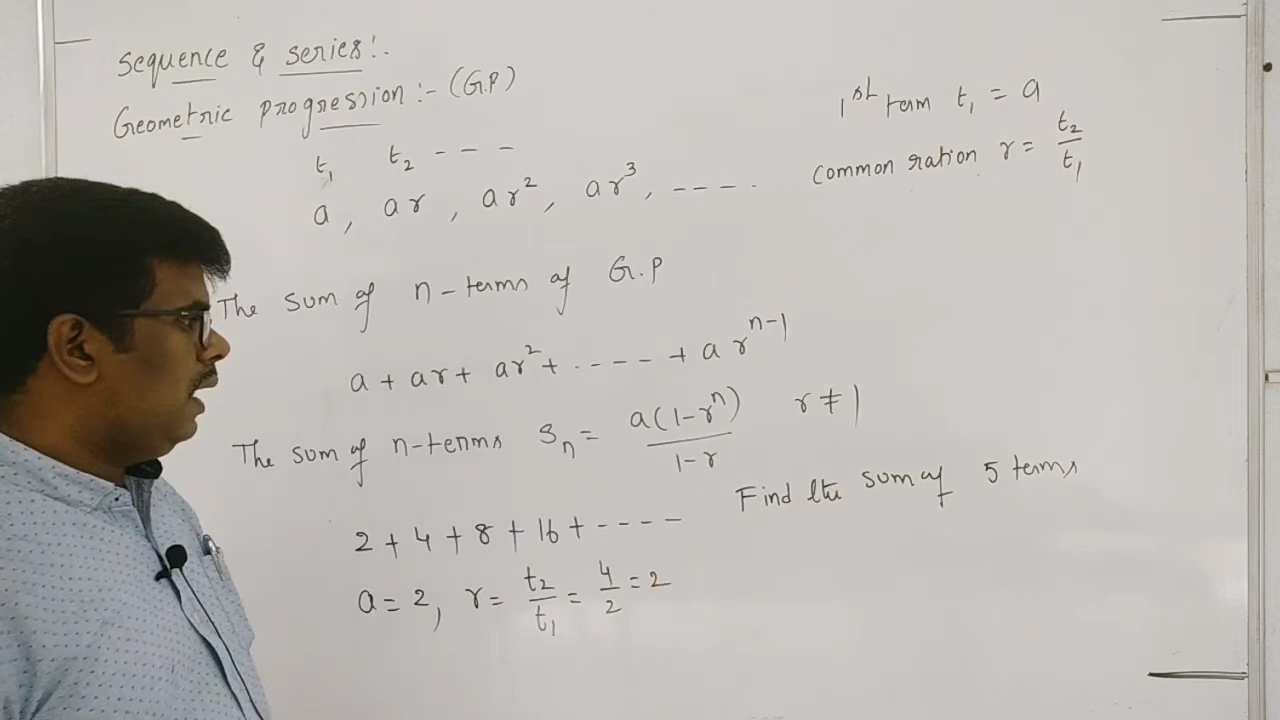 Sequence & series:.
Geometric progression :- (G.P)
t₁ t₂ - - -
a, ar, ar², ar³, - - - - .
1st term t₁ = a
common ration r = t₂/t₁
The sum of n-terms of G.P
a + ar + ar² + . - - - - + a r^(n-1)
The sum of n-terms Sₙ = a(1-rⁿ)/1-r r ≠ 1
2 + 4 + 8 + 16 + - - - - Find the sum of 5 terms
a = 2, r = t₂/t₁ = 4/2 = 2